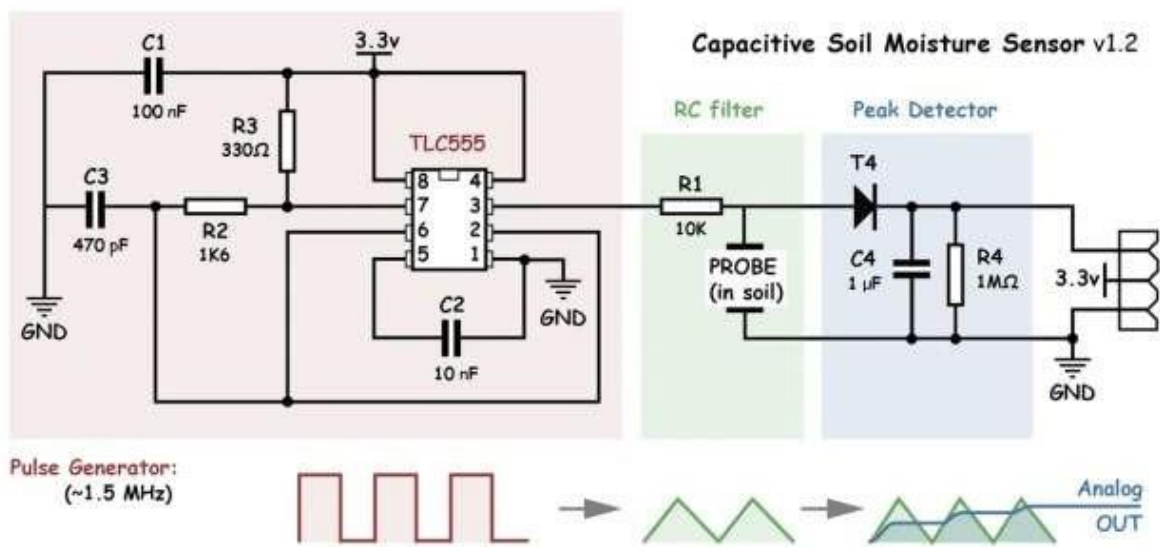 Capacitive Soil Moisture Sensor v1.2
C1
100 nF
3.3v
R3
330Ω
TLC555
C3
470 pF
R2
1K6
8
4
7
3
6
2
5
1
C2
10 nF
GND
GND
RC filter
R1
10K
PROBE
(in soil)
Peak Detector
T4
C4
1 µF
R4
1MΩ
3.3v
GND
Pulse Generator:
(~1.5 MHz)
Analog
OUT